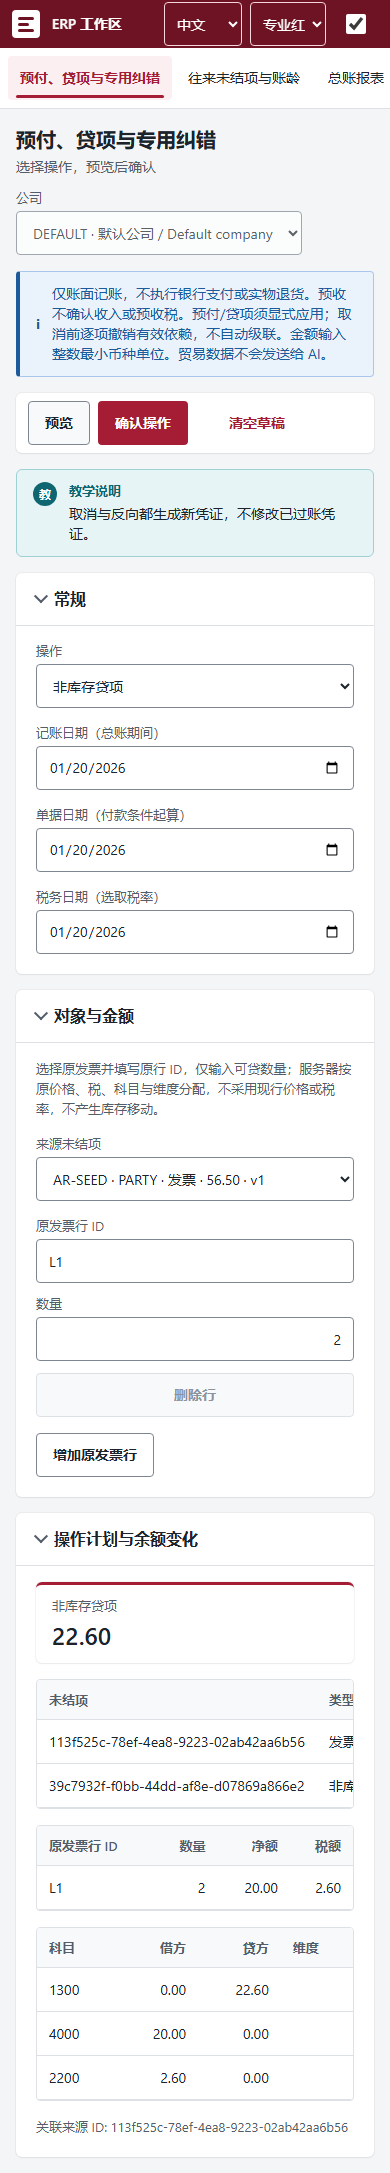 ERP 工作区
中文
专业红
预付、贷项与专用纠错
往来未结项与账龄
总账报表
预付、贷项与专用纠错
选择操作，预览后确认
公司
DEFAULT · 默认公司 / Default company
i
仅账面记账，不执行银行支付或实物退货。预收
不确认收入或预收税。预付/贷项须显式应用；取
消前逐项撤销有效依赖，不自动级联。金额输入
整数最小币种单位。贸易数据不会发送给 AI。
预览
确认操作
清空草稿
教
教学说明
取消与反向都生成新凭证，不修改已过账凭
证。
常规
操作
非库存贷项
记账日期（总账期间）
01/20/2026
单据日期（付款条件起算）
01/20/2026
税务日期（选取税率）
01/20/2026
对象与金额
选择原发票并填写原行 ID，仅输入可贷数量；服务器按
原价格、税、科目与维度分配，不采用现行价格或税
率，不产生库存移动。
来源未结项
AR-SEED · PARTY · 发票 · 56.50 · v1
原发票行 ID
L1
数量
2
删除行
增加原发票行
操作计划与余额变化
非库存贷项
22.60
未结项 类型
113f525c-78ef-4ea8-9223-02ab42aa6b56 发票
39c7932f-f0bb-44dd-af8e-d07869a866e2 非库
原发票行 ID 数量 净额 税额
L1 2 20.00 2.60
科目 借方 贷方 维度
1300 0.00 22.60
4000 20.00 0.00
2200 2.60 0.00
关联来源 ID: 113f525c-78ef-4ea8-9223-02ab42aa6b56